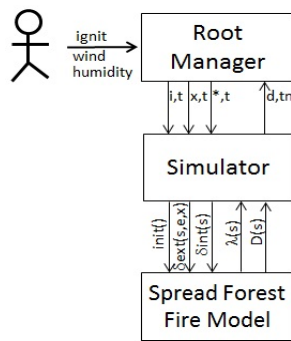 ignit
wind
humidity
Root
Manager
i,t x,t *,t d,tn
Simulator
init() δext(s,e,x) δint(s) λ(s) D(s)
Spread Forest
Fire Model